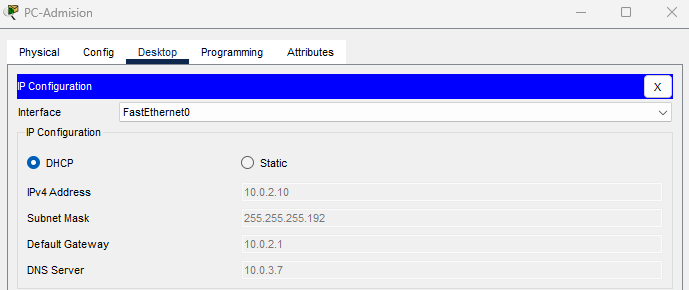 PC-Admision
Physical Config Desktop Programming Attributes
IP Configuration X
Interface FastEthernet0
IP Configuration
DHCP Static
IPv4 Address 10.0.2.10
Subnet Mask 255.255.255.192
Default Gateway 10.0.2.1
DNS Server 10.0.3.7